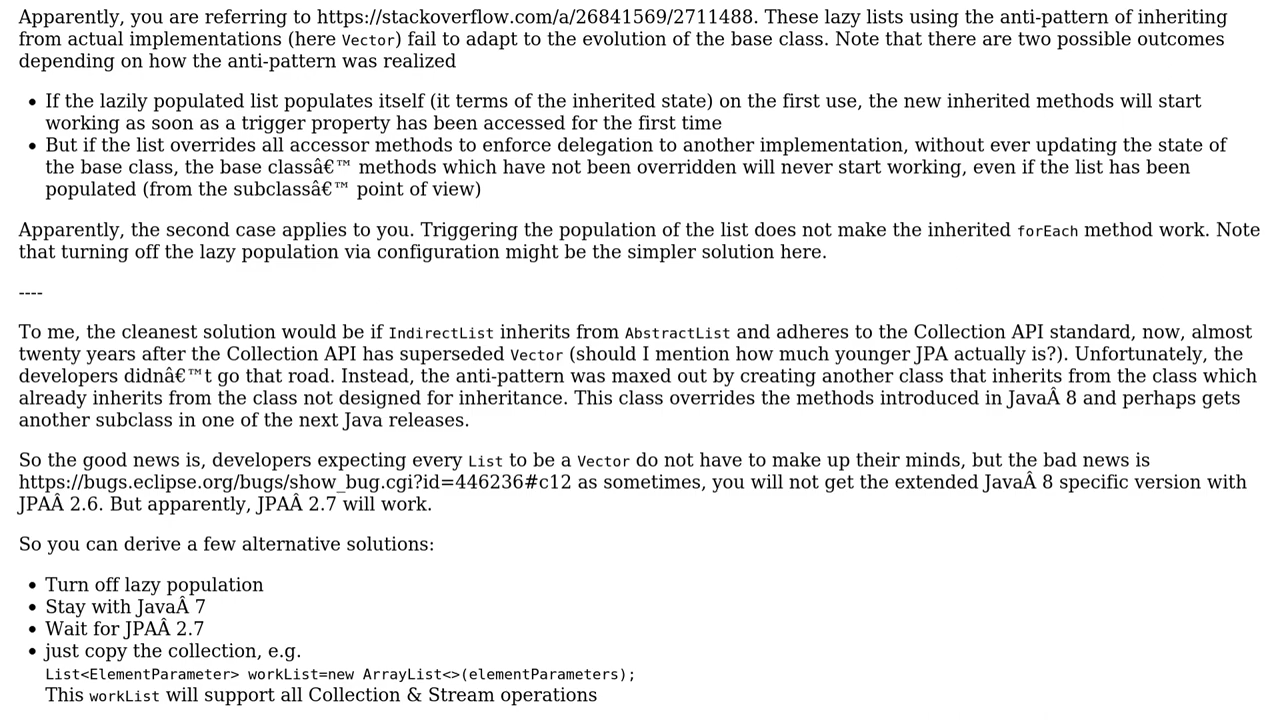 Apparently, you are referring to https://stackoverflow.com/a/26841569/2711488. These lazy lists using the anti-pattern of inheriting
from actual implementations (here Vector) fail to adapt to the evolution of the base class. Note that there are two possible outcomes
depending on how the anti-pattern was realized
• If the lazily populated list populates itself (it terms of the inherited state) on the first use, the new inherited methods will start
working as soon as a trigger property has been accessed for the first time
• But if the list overrides all accessor methods to enforce delegation to another implementation, without ever updating the state of
the base class, the base classâ€™ methods which have not been overridden will never start working, even if the list has been
populated (from the subclassâ€™ point of view)
Apparently, the second case applies to you. Triggering the population of the list does not make the inherited forEach method work. Note
that turning off the lazy population via configuration might be the simpler solution here.
----
To me, the cleanest solution would be if IndirectList inherits from AbstractList and adheres to the Collection API standard, now, almost
twenty years after the Collection API has superseded Vector (should I mention how much younger JPA actually is?). Unfortunately, the
developers didnâ€™t go that road. Instead, the anti-pattern was maxed out by creating another class that inherits from the class which
already inherits from the class not designed for inheritance. This class overrides the methods introduced in JavaÂ 8 and perhaps gets
another subclass in one of the next Java releases.
So the good news is, developers expecting every List to be a Vector do not have to make up their minds, but the bad news is
https://bugs.eclipse.org/bugs/show_bug.cgi?id=446236#c12 as sometimes, you will not get the extended JavaÂ 8 specific version with
JPAÂ 2.6. But apparently, JPAÂ 2.7 will work.
So you can derive a few alternative solutions:
• Turn off lazy population
• Stay with JavaÂ 7
• Wait for JPAÂ 2.7
• just copy the collection, e.g.
List<ElementParameter> workList=new ArrayList<>(elementParameters);
This workList will support all Collection & Stream operations